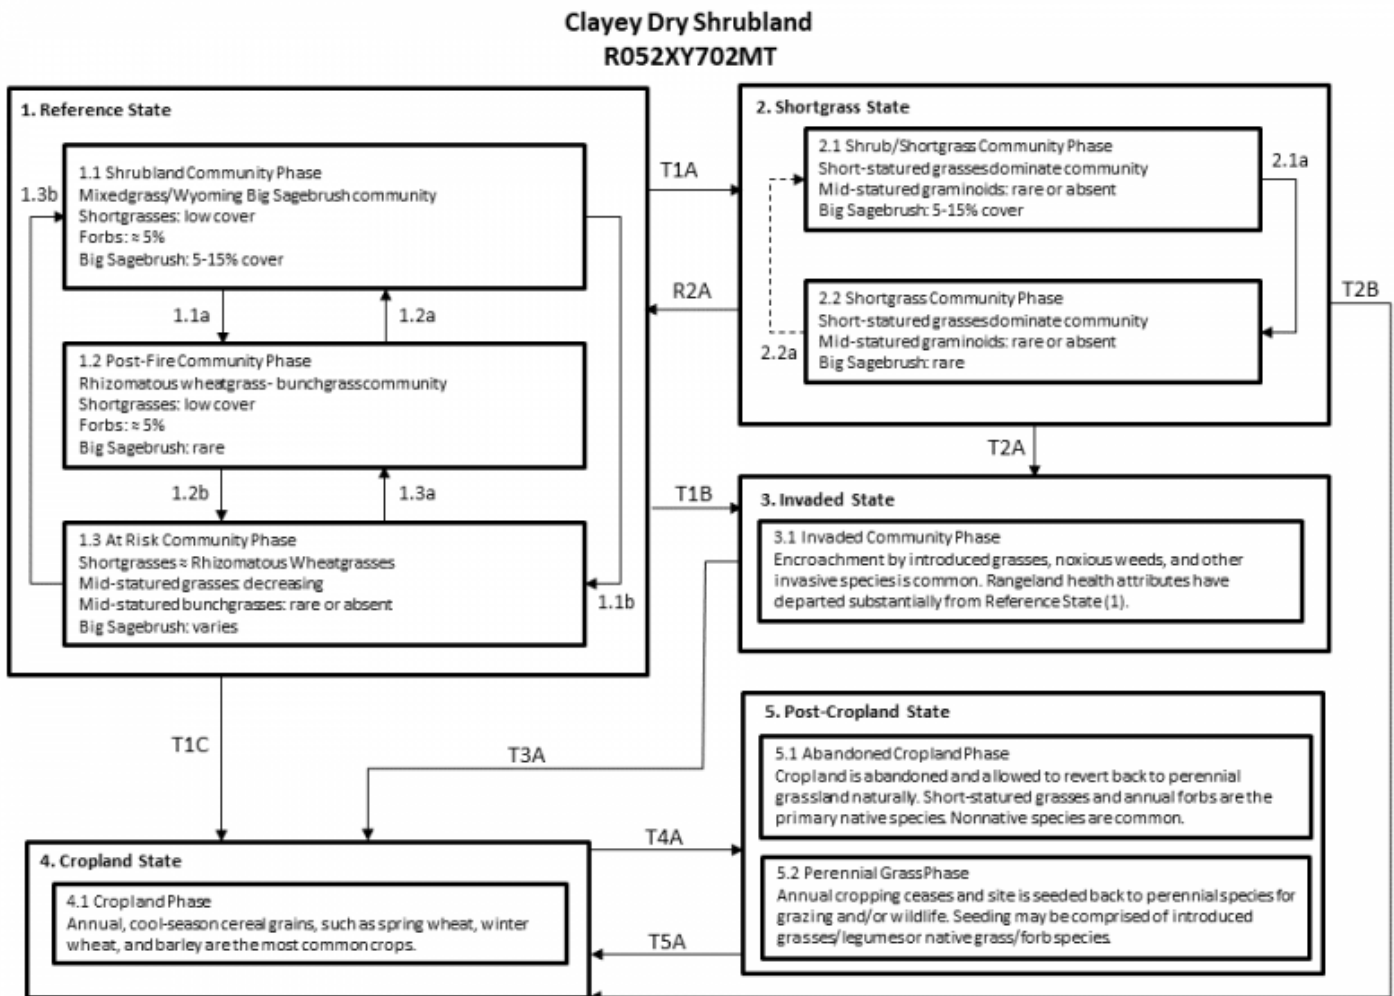 Clayey Dry Shrubland
R052XY702MT
1. Reference State
1.1 Shrubland Community Phase
Mixedgrass/Wyoming Big Sagebrush community
Shortgrasses: low cover
Forbs: ≈ 5%
Big Sagebrush: 5-15% cover
1.3b
1.1a
1.2a
1.2 Post-Fire Community Phase
Rhizomatous wheatgrass- bunchgrass community
Shortgrasses: low cover
Forbs: ≈ 5%
Big Sagebrush: rare
1.2b
1.3a
1.3 At Risk Community Phase
Shortgrasses ≈ Rhizomatous Wheatgrasses
Mid-statured grasses: decreasing
Mid-statured bunchgrasses: rare or absent
Big Sagebrush: varies
1.1b
T1A
R2A
T1B
2. Shortgrass State
2.1 Shrub/Shortgrass Community Phase
Short-statured grasses dominate community
Mid-statured graminoids: rare or absent
Big Sagebrush: 5-15% cover
2.1a
2.2 Shortgrass Community Phase
Short-statured grasses dominate community
Mid-statured graminoids: rare or absent
Big Sagebrush: rare
2.2a
T2B
T2A
3. Invaded State
3.1 Invaded Community Phase
Encroachment by introduced grasses, noxious weeds, and other
invasive species is common. Rangeland health attributes have
departed substantially from Reference State (1).
T1C
T3A
4. Cropland State
4.1 Cropland Phase
Annual, cool-season cereal grains, such as spring wheat, winter
wheat, and barley are the most common crops.
T4A
T5A
5. Post-Cropland State
5.1 Abandoned Cropland Phase
Cropland is abandoned and allowed to revert back to perennial
grassland naturally. Short-statured grasses and annual forbs are the
primary native species. Nonnative species are common.
5.2 Perennial Grass Phase
Annual cropping ceases and site is seeded back to perennial species for
grazing and/or wildlife. Seeding may be comprised of introduced
grasses/legumes or native grass/forb species.